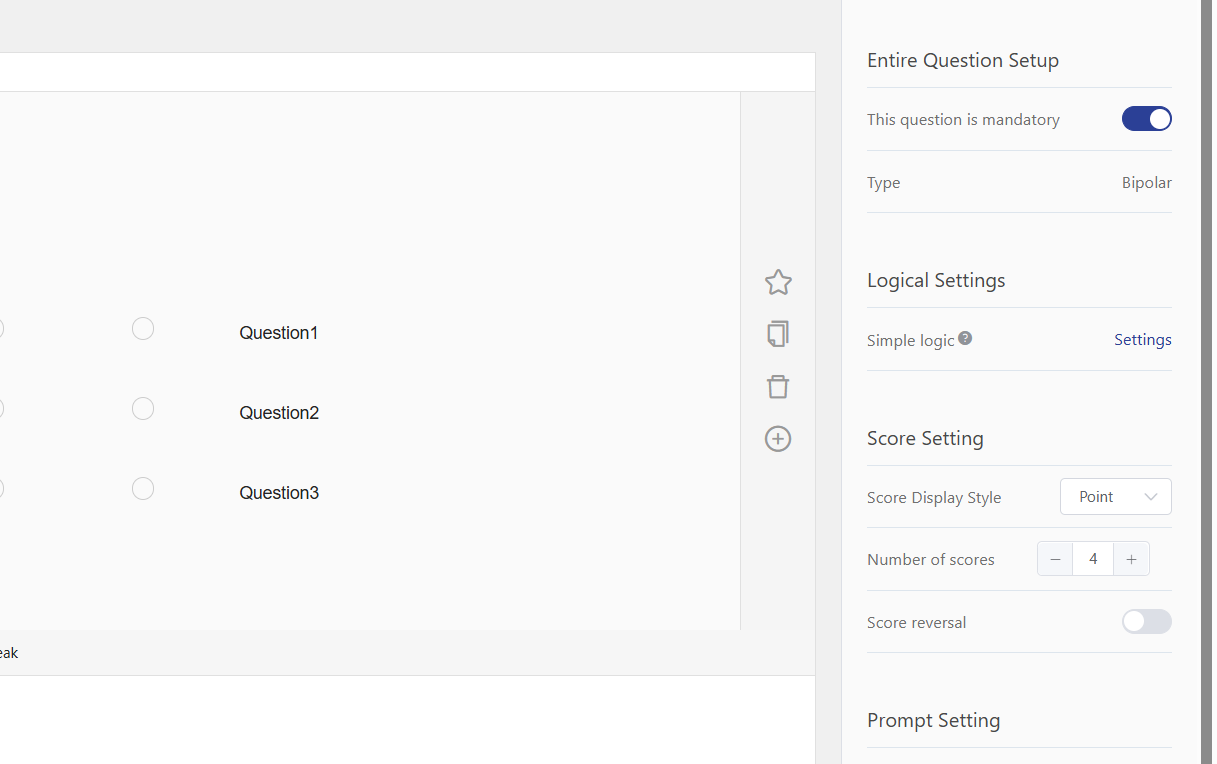 Entire Question Setup
This question is mandatory
Type Bipolar
Logical Settings
Simple logic ? Settings
Question1
Question2
Score Setting
Question3
Score Display Style Point
Number of scores − 4 +
Score reversal
eak
Prompt Setting